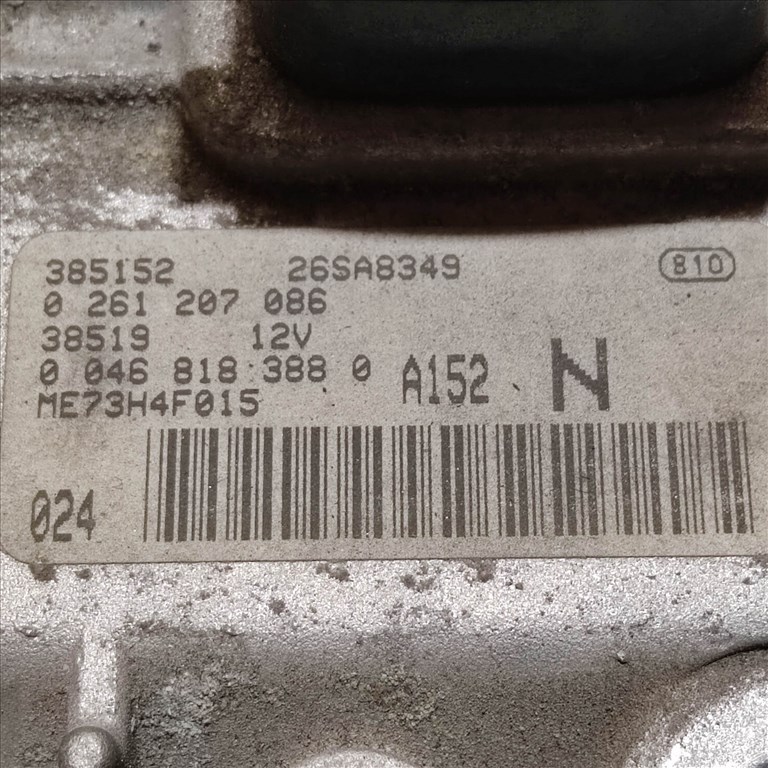 385152 26SA8349 810
0 261 207 086
38519 12V
0 046 818 388 0 A152 N
ME73H4F015
024